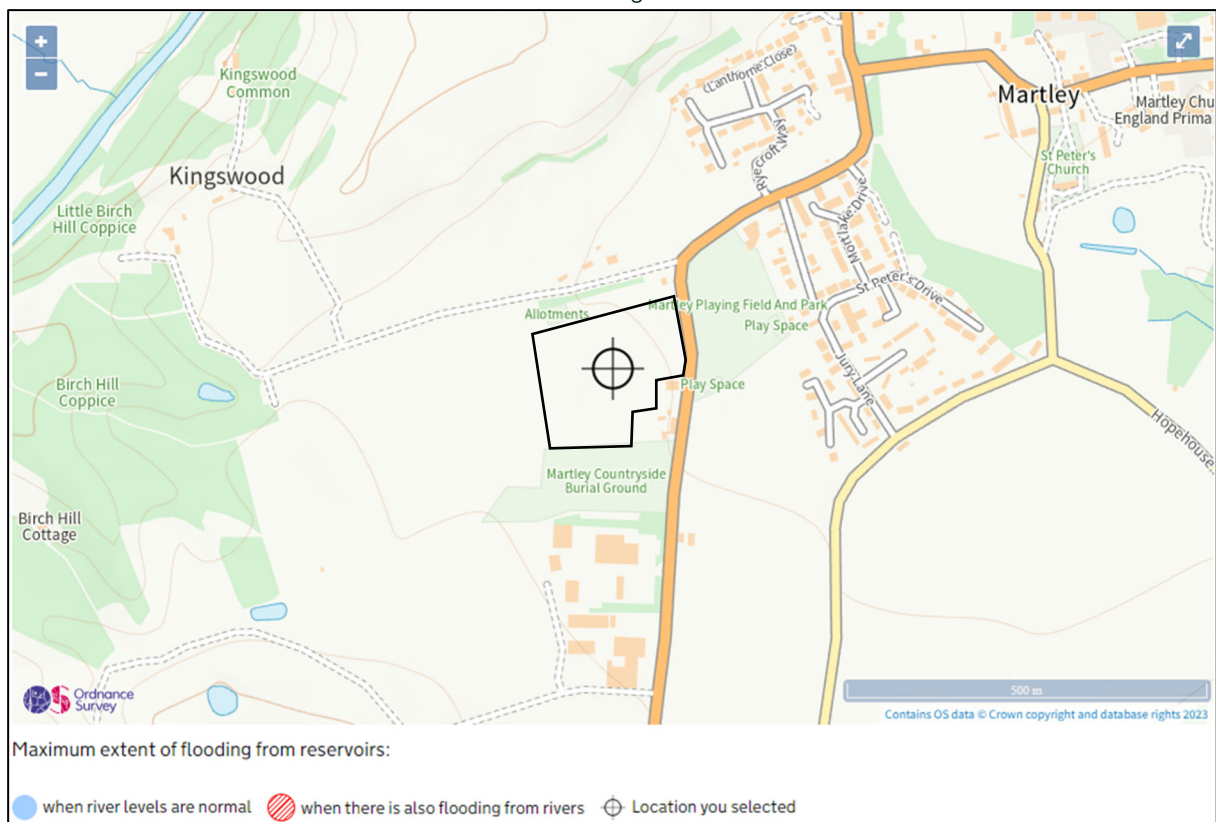 +
−
Kingswood
Common
Kingswood
Little Birch
Hill Coppice
Birch Hill
Coppice
Birch Hill
Cottage
(Lanthorne Close)
Ryecroft Way
Martley
Martley Chu
England Prima
St Peter's
Church
Mortlake Drive
St Peter's Drive
Allotments
Martley Playing Field And Park
Play Space
Play Space
Jury Lane
Hopehouse
Martley Countryside
Burial Ground
Ordnance
Survey
500 m
Contains OS data © Crown copyright and database rights 2023
Maximum extent of flooding from reservoirs:
when river levels are normal
when there is also flooding from rivers
Location you selected